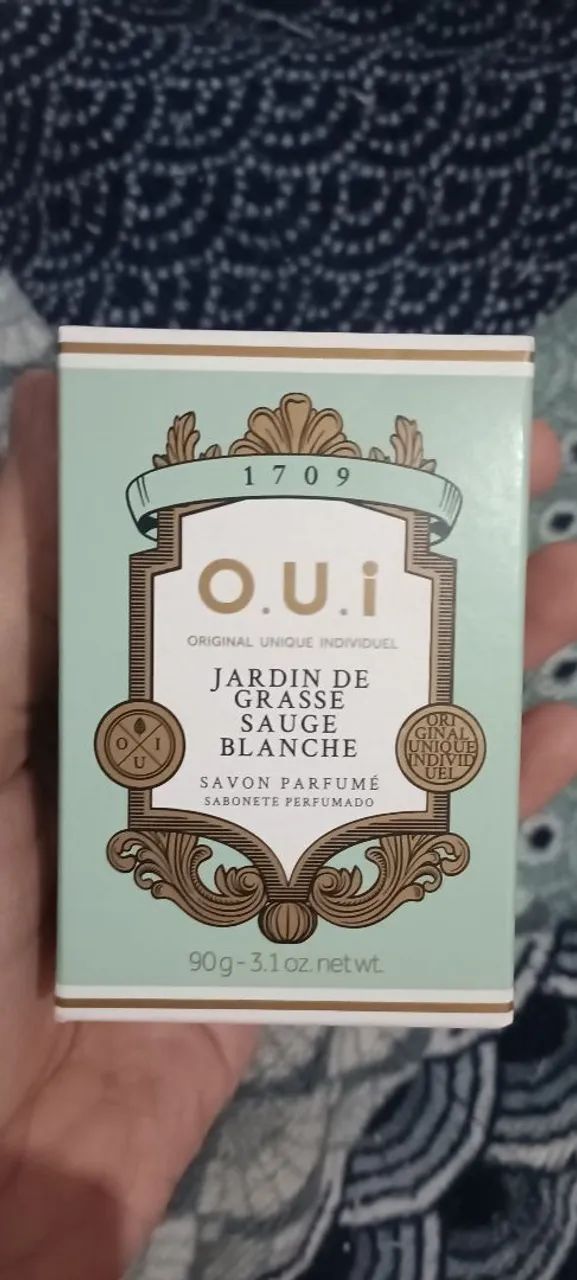 1709
O.U.i
ORIGINAL UNIQUE INDIVIDUEL
JARDIN DE
GRASSE
SAUGE
BLANCHE
SAVON PARFUMÉ
SABONETE PERFUMADO
O I
U
ORI
GINAL
UNIQUE
INDIVID
UEL
90g - 3.1 oz. net wt.